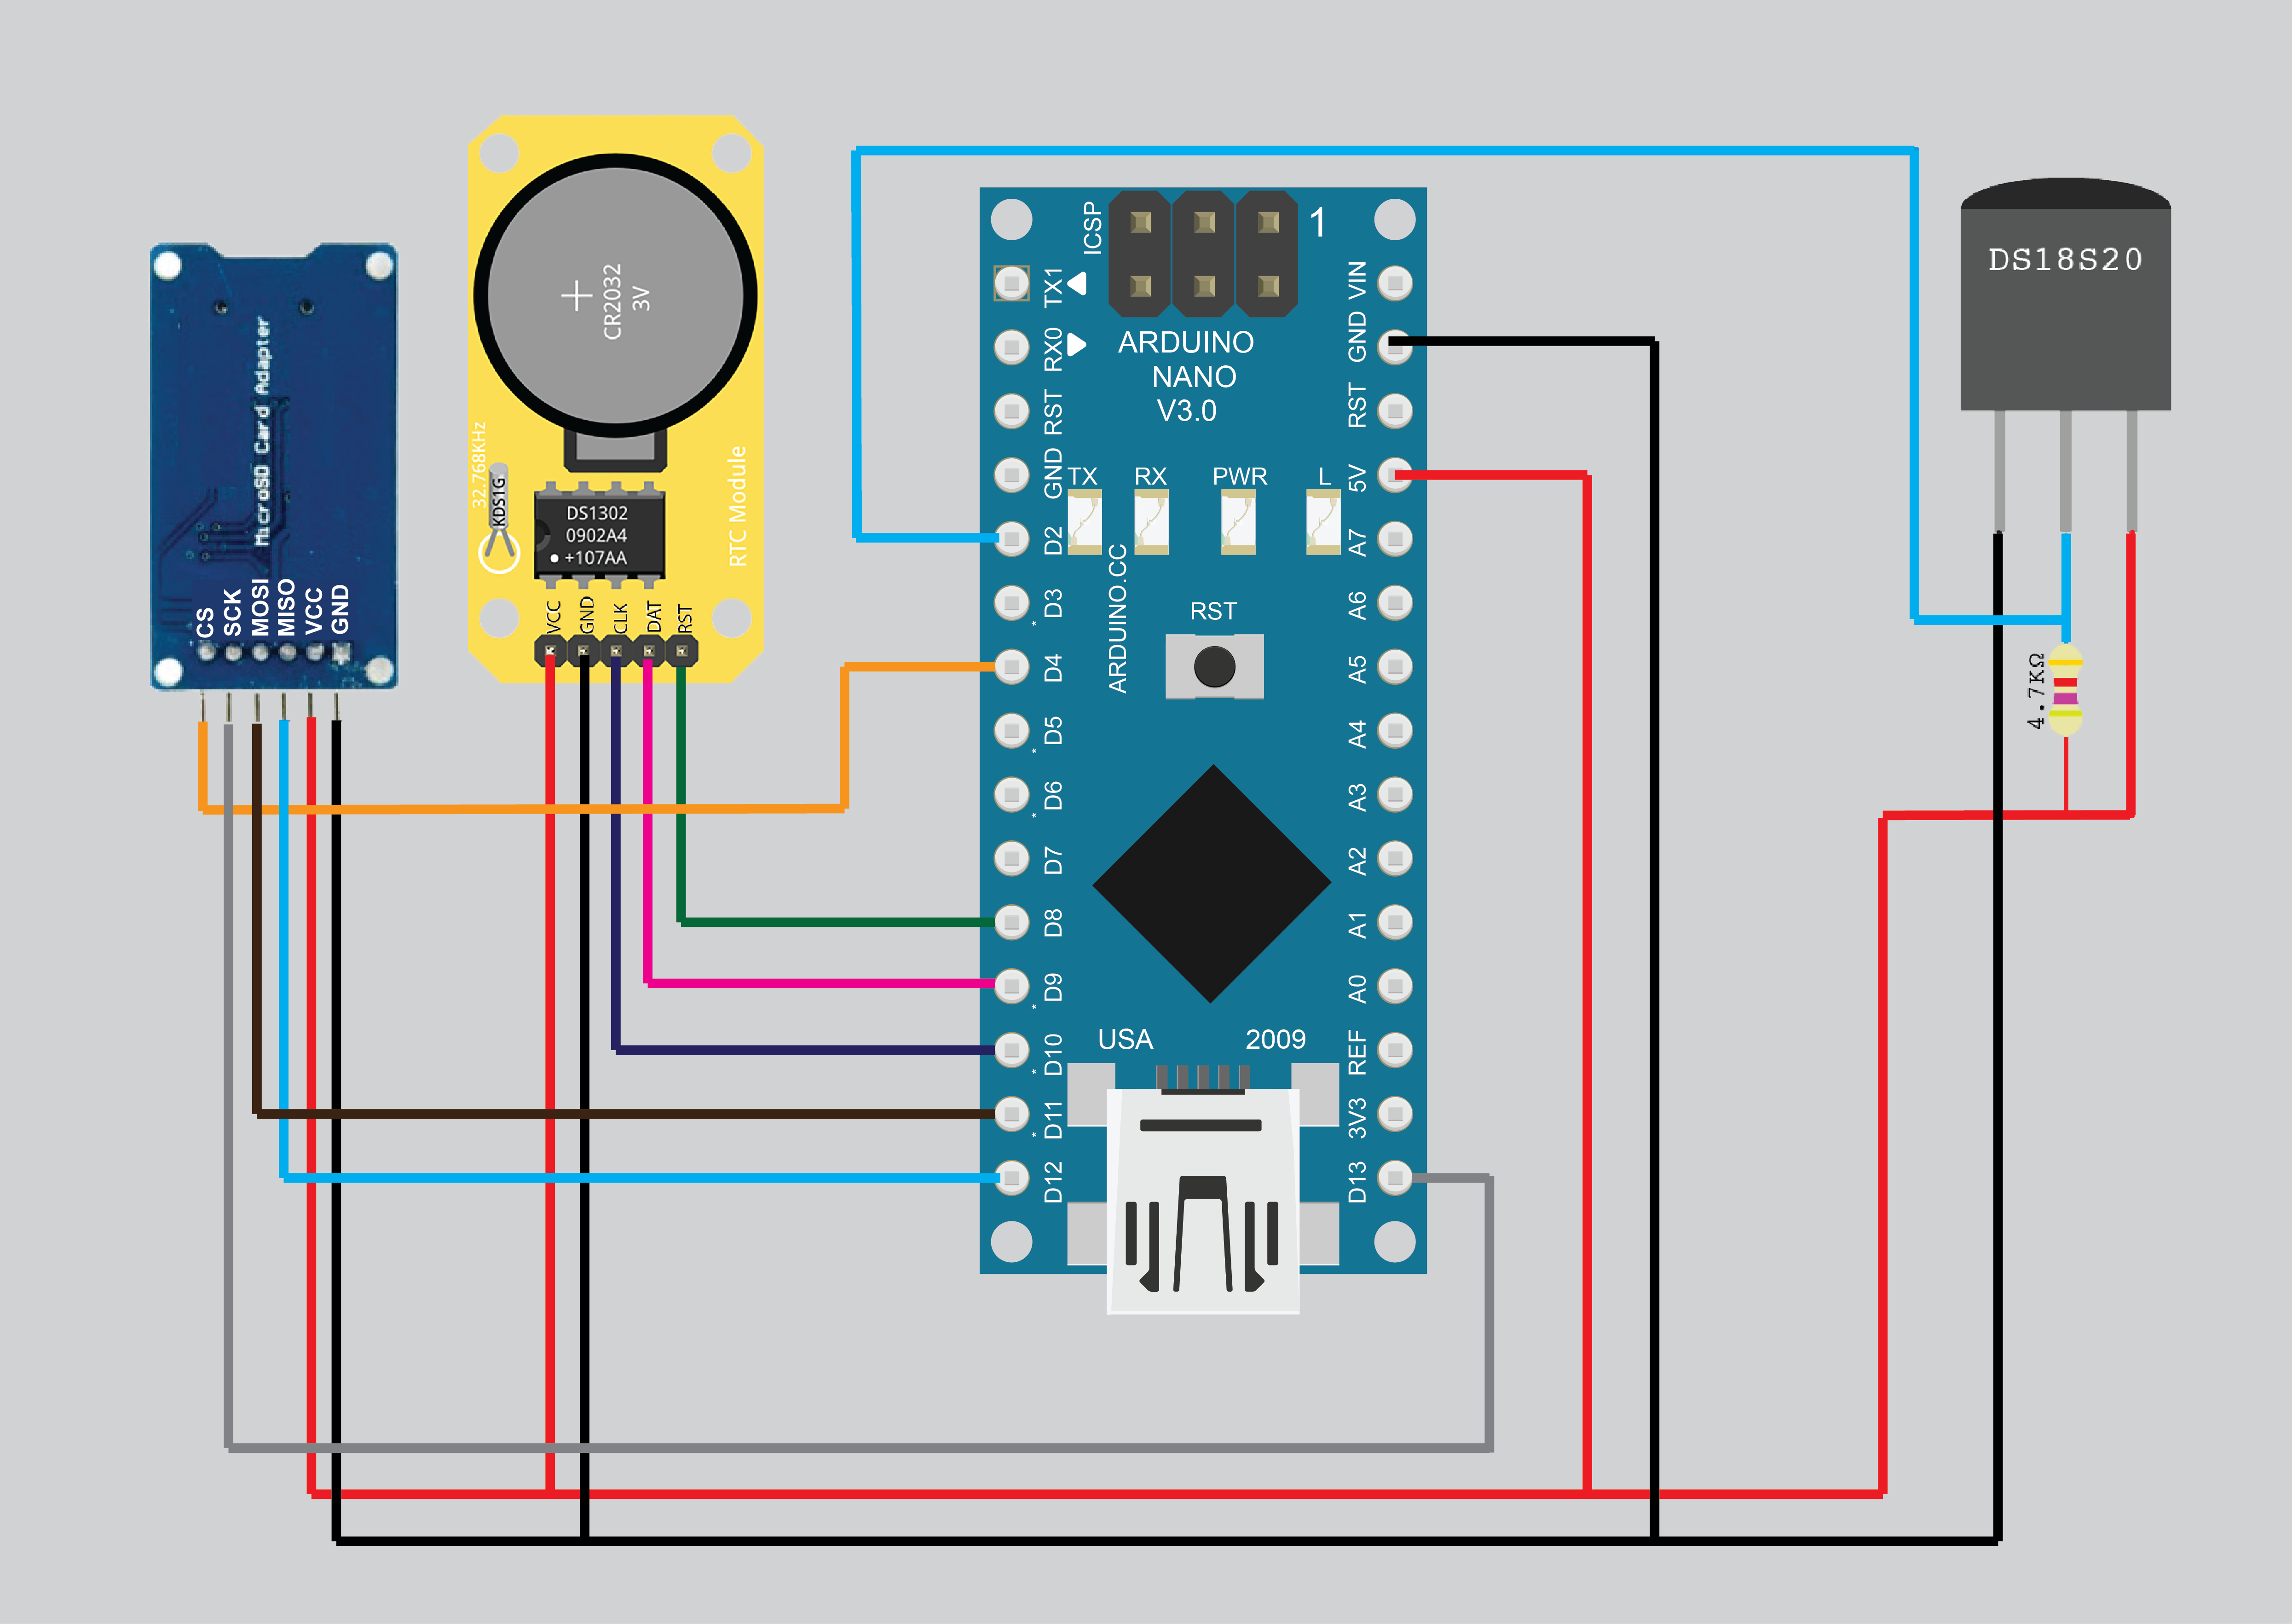 MicroSD Card Adapter
CS
SCK
MOSI
MISO
VCC
GND
CR2032
3V
32.768KHz
KDS1G
DS1302
0902A4
+107AA
RTC Module
VCC
GND
CLK
DAT
RST
ICSP
1
ARDUINO
NANO
V3.0
TX1
RX0
RST
GND
D2
D3
D4
D5
D6
D7
D8
D9
D10
D11
D12
TX
RX
PWR
L
ARDUINO.CC
RST
USA
2009
VIN
GND
RST
5V
A7
A6
A5
A4
A3
A2
A1
A0
REF
3V3
D13
DS18S20
4.7KΩ